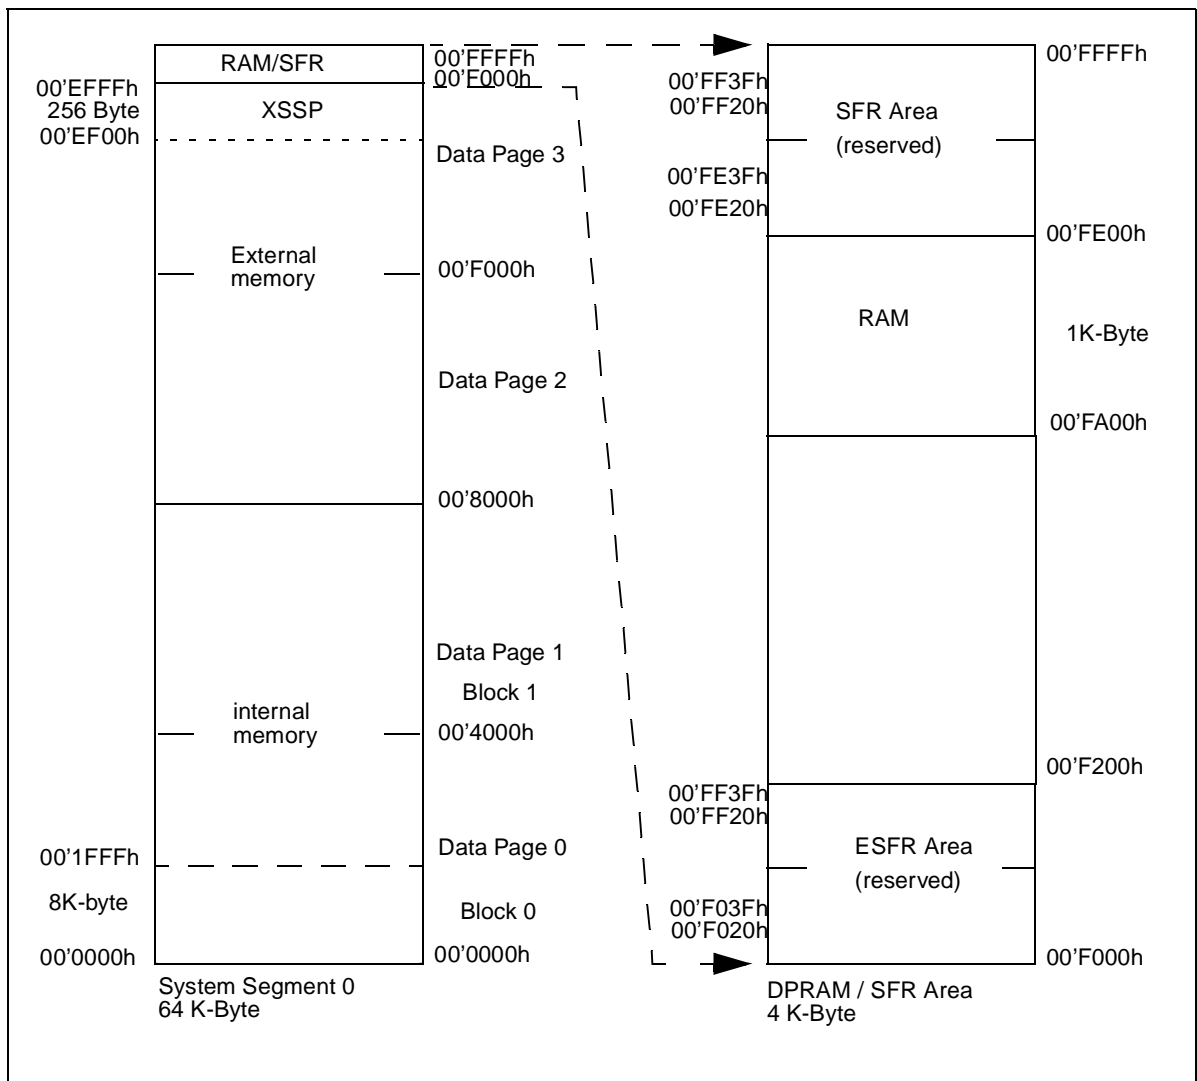 RAM/SFR
00'FFFFh
00'F000h
00'EFFFh
256 Byte
00'EF00h
XSSP
Data Page 3
External
memory
00'F000h
Data Page 2
00'8000h
Data Page 1
Block 1
internal
memory
00'4000h
Data Page 0
00'1FFFh
8K-byte
Block 0
00'0000h
00'0000h
System Segment 0
64 K-Byte
00'FFFFh
00'FF3Fh
00'FF20h
SFR Area
(reserved)
00'FE3Fh
00'FE20h
00'FE00h
RAM
1K-Byte
00'FA00h
00'F200h
00'FF3Fh
00'FF20h
ESFR Area
(reserved)
00'F03Fh
00'F020h
00'F000h
DPRAM / SFR Area
4 K-Byte